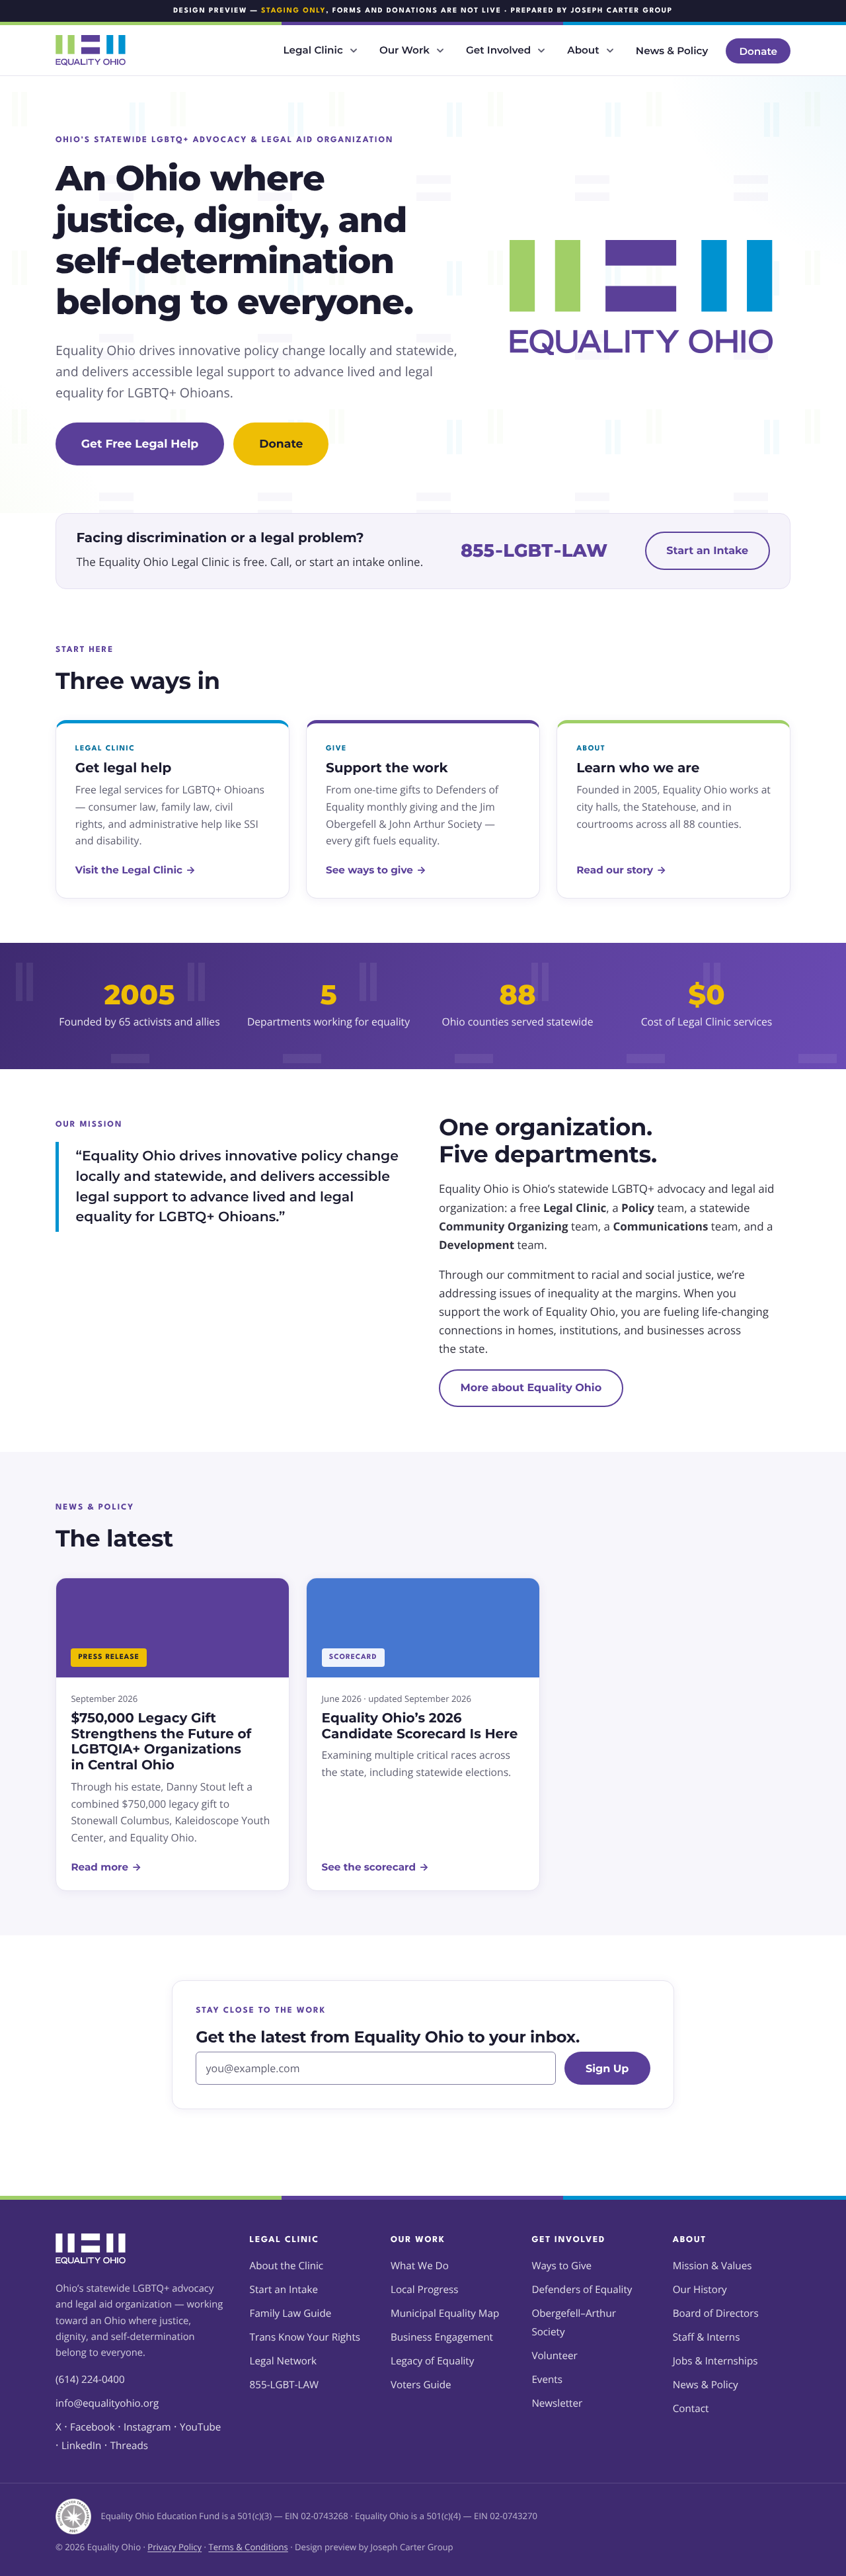 DESIGN PREVIEW — STAGING ONLY, FORMS AND DONATIONS ARE NOT LIVE · PREPARED BY JOSEPH CARTER GROUP
EQUALITY OHIO
Legal Clinic
Our Work
Get Involved
About
News & Policy
Donate
OHIO'S STATEWIDE LGBTQ+ ADVOCACY & LEGAL AID ORGANIZATION
An Ohio where
justice, dignity, and
self-determination
belong to everyone.
Equality Ohio drives innovative policy change locally and statewide,
and delivers accessible legal support to advance lived and legal
equality for LGBTQ+ Ohioans.
Get Free Legal Help
Donate
EQUALITY OHIO
Facing discrimination or a legal problem?
The Equality Ohio Legal Clinic is free. Call, or start an intake online.
855-LGBT-LAW
Start an Intake
START HERE
Three ways in
LEGAL CLINIC
Get legal help
Free legal services for LGBTQ+ Ohioans
— consumer law, family law, civil
rights, and administrative help like SSI
and disability.
Visit the Legal Clinic →
GIVE
Support the work
From one-time gifts to Defenders of
Equality monthly giving and the Jim
Obergefell & John Arthur Society —
every gift fuels equality.
See ways to give →
ABOUT
Learn who we are
Founded in 2005, Equality Ohio works at
city halls, the Statehouse, and in
courtrooms across all 88 counties.
Read our story →
2005
Founded by 65 activists and allies
5
Departments working for equality
88
Ohio counties served statewide
$0
Cost of Legal Clinic services
OUR MISSION
“Equality Ohio drives innovative policy change
locally and statewide, and delivers accessible
legal support to advance lived and legal
equality for LGBTQ+ Ohioans.”
One organization.
Five departments.
Equality Ohio is Ohio’s statewide LGBTQ+ advocacy and legal aid
organization: a free Legal Clinic, a Policy team, a statewide
Community Organizing team, a Communications team, and a
Development team.
Through our commitment to racial and social justice, we’re
addressing issues of inequality at the margins. When you
support the work of Equality Ohio, you are fueling life-changing
connections in homes, institutions, and businesses across
the state.
More about Equality Ohio
NEWS & POLICY
The latest
PRESS RELEASE
September 2026
$750,000 Legacy Gift
Strengthens the Future of
LGBTQIA+ Organizations
in Central Ohio
Through his estate, Danny Stout left a
combined $750,000 legacy gift to
Stonewall Columbus, Kaleidoscope Youth
Center, and Equality Ohio.
Read more →
SCORECARD
June 2026 · updated September 2026
Equality Ohio’s 2026
Candidate Scorecard Is Here
Examining multiple critical races across
the state, including statewide elections.
See the scorecard →
STAY CLOSE TO THE WORK
Get the latest from Equality Ohio to your inbox.
you@example.com
Sign Up
EQUALITY OHIO
Ohio’s statewide LGBTQ+ advocacy
and legal aid organization — working
toward an Ohio where justice,
dignity, and self-determination
belong to everyone.
(614) 224-0400
info@equalityohio.org
X · Facebook · Instagram · YouTube
· LinkedIn · Threads
LEGAL CLINIC
About the Clinic
Start an Intake
Family Law Guide
Trans Know Your Rights
Legal Network
855-LGBT-LAW
OUR WORK
What We Do
Local Progress
Municipal Equality Map
Business Engagement
Legacy of Equality
Voters Guide
GET INVOLVED
Ways to Give
Defenders of Equality
Obergefell–Arthur
Society
Volunteer
Events
Newsletter
ABOUT
Mission & Values
Our History
Board of Directors
Staff & Interns
Jobs & Internships
News & Policy
Contact
Equality Ohio Education Fund is a 501(c)(3) — EIN 02-0743268 · Equality Ohio is a 501(c)(4) — EIN 02-0743270
© 2026 Equality Ohio · Privacy Policy · Terms & Conditions · Design preview by Joseph Carter Group